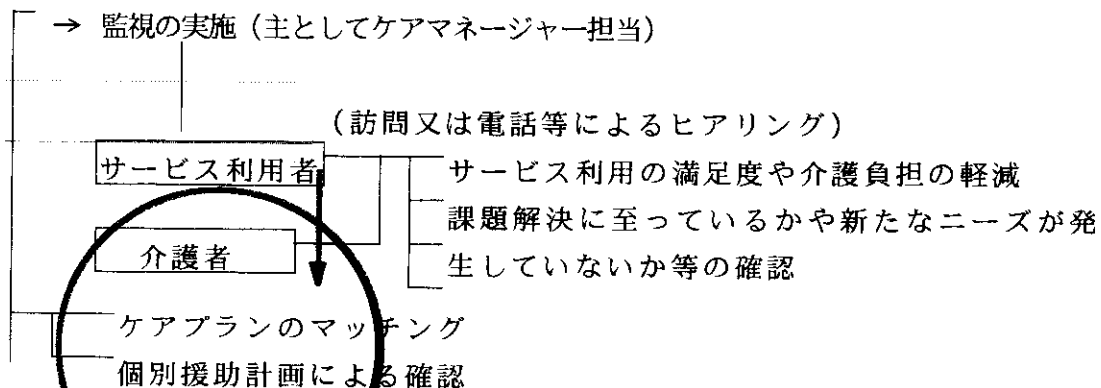 → 監視の実施（主としてケアマネージャー担当）
（訪問又は電話等によるヒアリング）
サービス利用者
サービス利用の満足度や介護負担の軽減
課題解決に至っているかや新たなニーズが発
介護者
生していないか等の確認
ケアプランのマッチング
個別援助計画による確認